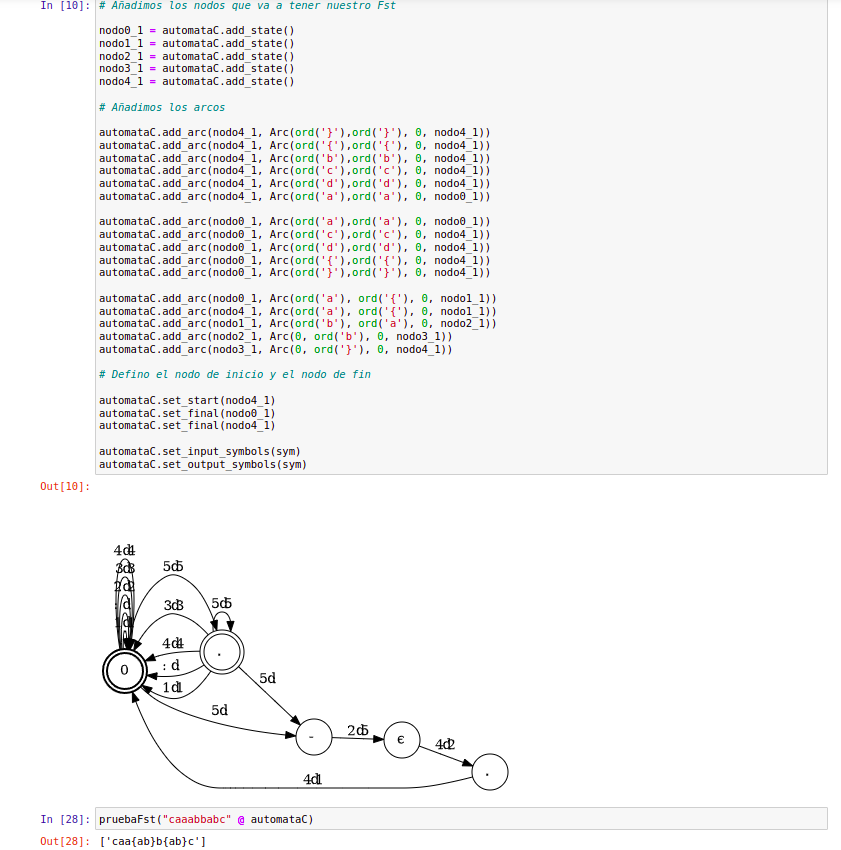 In [10]: # Añadimos los nodos que va a tener nuestro Fst
nodo0_1 = automataC.add_state()
nodo1_1 = automataC.add_state()
nodo2_1 = automataC.add_state()
nodo3_1 = automataC.add_state()
nodo4_1 = automataC.add_state()
# Añadimos los arcos
automataC.add_arc(nodo4_1, Arc(ord('}'),ord('}'), 0, nodo4_1))
automataC.add_arc(nodo4_1, Arc(ord('{'),ord('{'), 0, nodo4_1))
automataC.add_arc(nodo4_1, Arc(ord('b'),ord('b'), 0, nodo4_1))
automataC.add_arc(nodo4_1, Arc(ord('c'),ord('c'), 0, nodo4_1))
automataC.add_arc(nodo4_1, Arc(ord('d'),ord('d'), 0, nodo4_1))
automataC.add_arc(nodo4_1, Arc(ord('a'),ord('a'), 0, nodo0_1))
automataC.add_arc(nodo0_1, Arc(ord('a'),ord('a'), 0, nodo0_1))
automataC.add_arc(nodo0_1, Arc(ord('c'),ord('c'), 0, nodo4_1))
automataC.add_arc(nodo0_1, Arc(ord('d'),ord('d'), 0, nodo4_1))
automataC.add_arc(nodo0_1, Arc(ord('{'),ord('{'), 0, nodo4_1))
automataC.add_arc(nodo0_1, Arc(ord('}'),ord('}'), 0, nodo4_1))
automataC.add_arc(nodo0_1, Arc(ord('a'), ord('{'), 0, nodo1_1))
automataC.add_arc(nodo4_1, Arc(ord('a'), ord('{'), 0, nodo1_1))
automataC.add_arc(nodo1_1, Arc(ord('b'), ord('a'), 0, nodo2_1))
automataC.add_arc(nodo2_1, Arc(0, ord('b'), 0, nodo3_1))
automataC.add_arc(nodo3_1, Arc(0, ord('}'), 0, nodo4_1))
# Defino el nodo de inicio y el nodo de fin
automataC.set_start(nodo4_1)
automataC.set_final(nodo0_1)
automataC.set_final(nodo4_1)
automataC.set_input_symbols(sym)
automataC.set_output_symbols(sym)
Out[10]:
5d5
5d5
3d3
4d4
: d
1d1
0
.
5d
5d
-
2d5
ϵ
4d2
.
4d1
In [28]: pruebaFst("caaabbabc" @ automataC)
Out[28]: ['caa{ab}b{ab}c']